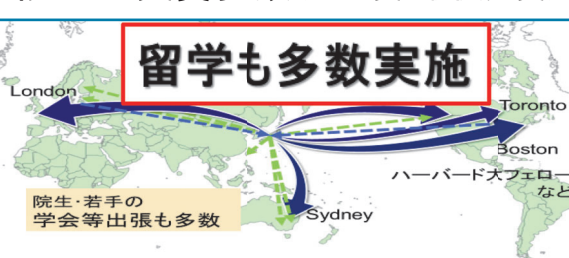 留学も多数実施
London
Toronto
Boston
ハーバード大フェロー
など
院生・若手の
学会等出張も多数
Sydney